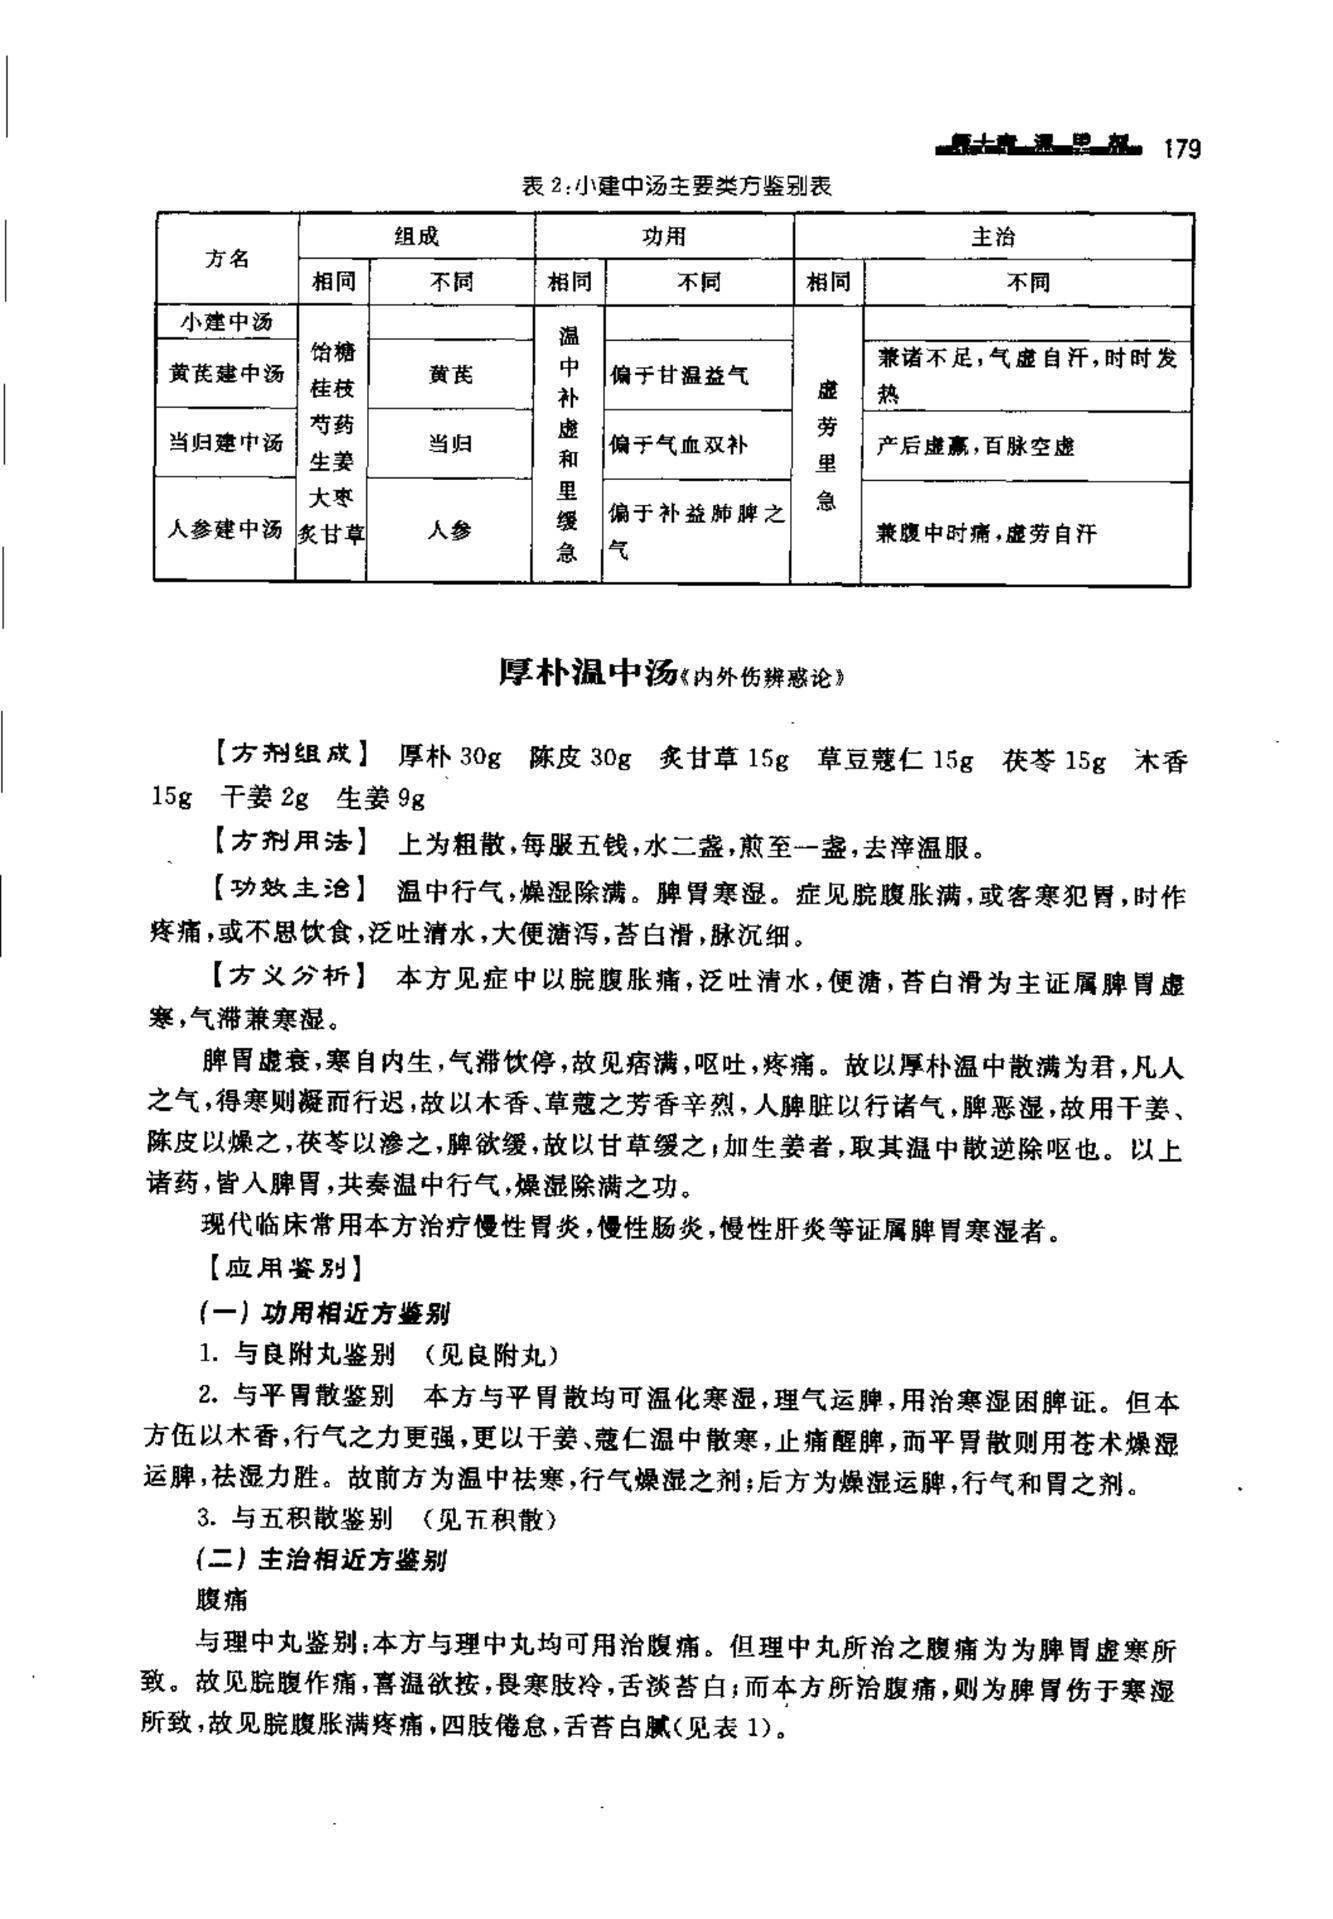 第十章 温里剂 179
表 2:小建中汤主要类方鉴别表
方名 组成 功用 主治
相同 不同 相同 不同 相同 不同
小建中汤
饴糖
桂枝
芍药
生姜
大枣
炙甘草
温中补虚和里缓急
虚劳里急
黄芪建中汤 黄芪 偏于甘温益气 兼诸不足,气虚自汗,时时发
热
当归建中汤 当归 偏于气血双补 产后虚羸,百脉空虚
人参建中汤 人参 偏于补益肺脾之
气
兼腹中时痛,虚劳自汗
厚朴温中汤《内外伤辨惑论》
【方剂组成】 厚朴 30g 陈皮 30g 炙甘草 15g 草豆蔻仁 15g 茯苓 15g 木香
15g 干姜 2g 生姜 9g
【方剂用法】 上为粗散,每服五钱,水二盏,煎至一盏,去滓温服。
【功效主治】 温中行气,燥湿除满。脾胃寒湿。症见脘腹胀满,或客寒犯胃,时作
疼痛,或不思饮食,泛吐清水,大便溏泻,苔白滑,脉沉细。
【方义分析】 本方见症中以脘腹胀痛,泛吐清水,便溏,苔白滑为主证属脾胃虚
寒,气滞兼寒湿。
脾胃虚衰,寒自内生,气滞饮停,故见痞满,呕吐,疼痛。故以厚朴温中散满为君,凡人
之气,得寒则凝而行迟,故以木香、草蔻之芳香辛烈,人脾脏以行诸气,脾恶湿,故用干姜、
陈皮以燥之,茯苓以渗之,脾欲缓,故以甘草缓之;加生姜者,取其温中散逆除呕也。以上
诸药,皆人脾胃,共奏温中行气,燥湿除满之功。
现代临床常用本方治疗慢性胃炎,慢性肠炎,慢性肝炎等证属脾胃寒湿者。
【应用鉴别】
(一) 功用相近方鉴别
1. 与良附丸鉴别 (见良附丸)
2. 与平胃散鉴别 本方与平胃散均可温化寒湿,理气运脾,用治寒湿困脾证。但本
方伍以木香,行气之力更强,更以干姜、蔻仁温中散寒,止痛醒脾,而平胃散则用苍术燥湿
运脾,祛湿力胜。故前方为温中祛寒,行气燥湿之剂;后方为燥湿运脾,行气和胃之剂。
3. 与五积散鉴别 (见五积散)
(二) 主治相近方鉴别
腹痛
与理中丸鉴别:本方与理中丸均可用治腹痛。但理中丸所治之腹痛为为脾胃虚寒所
致。故见脘腹作痛,喜温欲按,畏寒肢冷,舌淡苔白;而本方所治腹痛,则为脾胃伤于寒湿
所致,故见脘腹胀满疼痛,四肢倦怠,舌苔白腻(见表 1)。